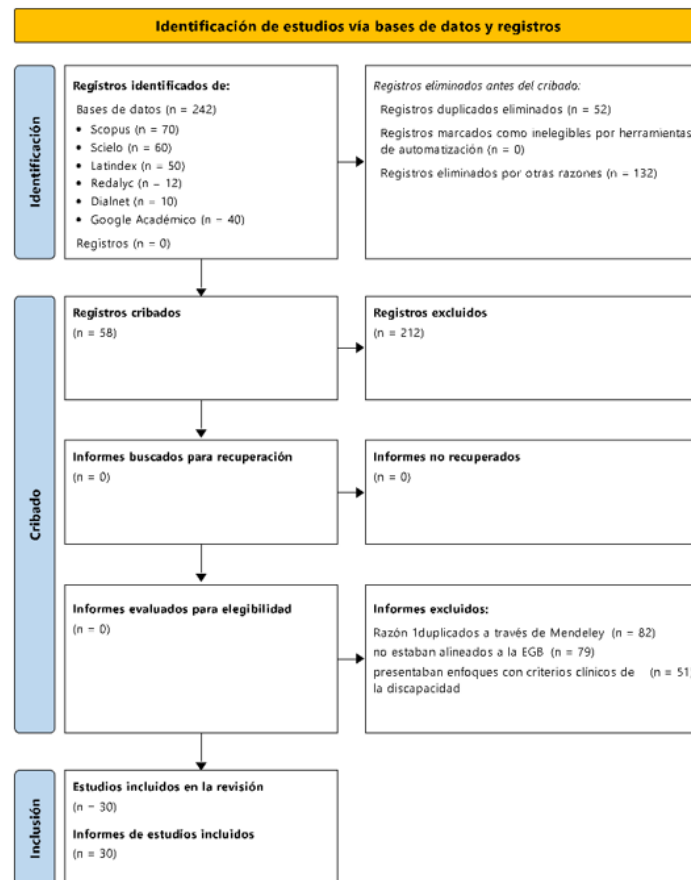 Identificación de estudios vía bases de datos y registros
Identificación
Registros identificados de:
Bases de datos (n = 242)
• Scopus (n = 70)
• Scielo (n = 60)
• Latindex (n = 50)
• Redalyc (n = 12)
• Dialnet (n = 10)
• Google Académico (n = 40)
Registros (n = 0)
Registros eliminados antes del cribado:
Registros duplicados eliminados (n = 52)
Registros marcados como inelegibles por herramientas
de automatización (n = 0)
Registros eliminados por otras razones (n = 132)
Cribado
Registros cribados
(n = 58)
Registros excluidos
(n = 212)
Informes buscados para recuperación
(n = 0)
Informes no recuperados
(n = 0)
Informes evaluados para elegibilidad
(n = 0)
Informes excluidos:
Razón 1duplicados a través de Mendeley (n = 82)
no estaban alineados a la EGB (n = 79)
presentaban enfoques con criterios clínicos de (n = 51)
la discapacidad
Inclusión
Estudios incluidos en la revisión
(n = 30)
Informes de estudios incluidos
(n = 30)